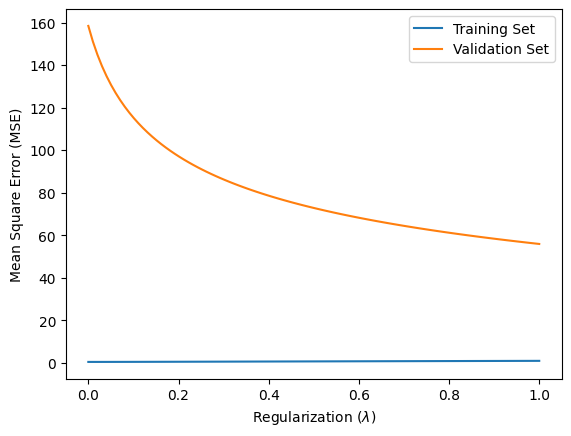 160
140
120
100
80
60
40
20
0
Mean Square Error (MSE)
Training Set
Validation Set
0.0 0.2 0.4 0.6 0.8 1.0
Regularization (λ)